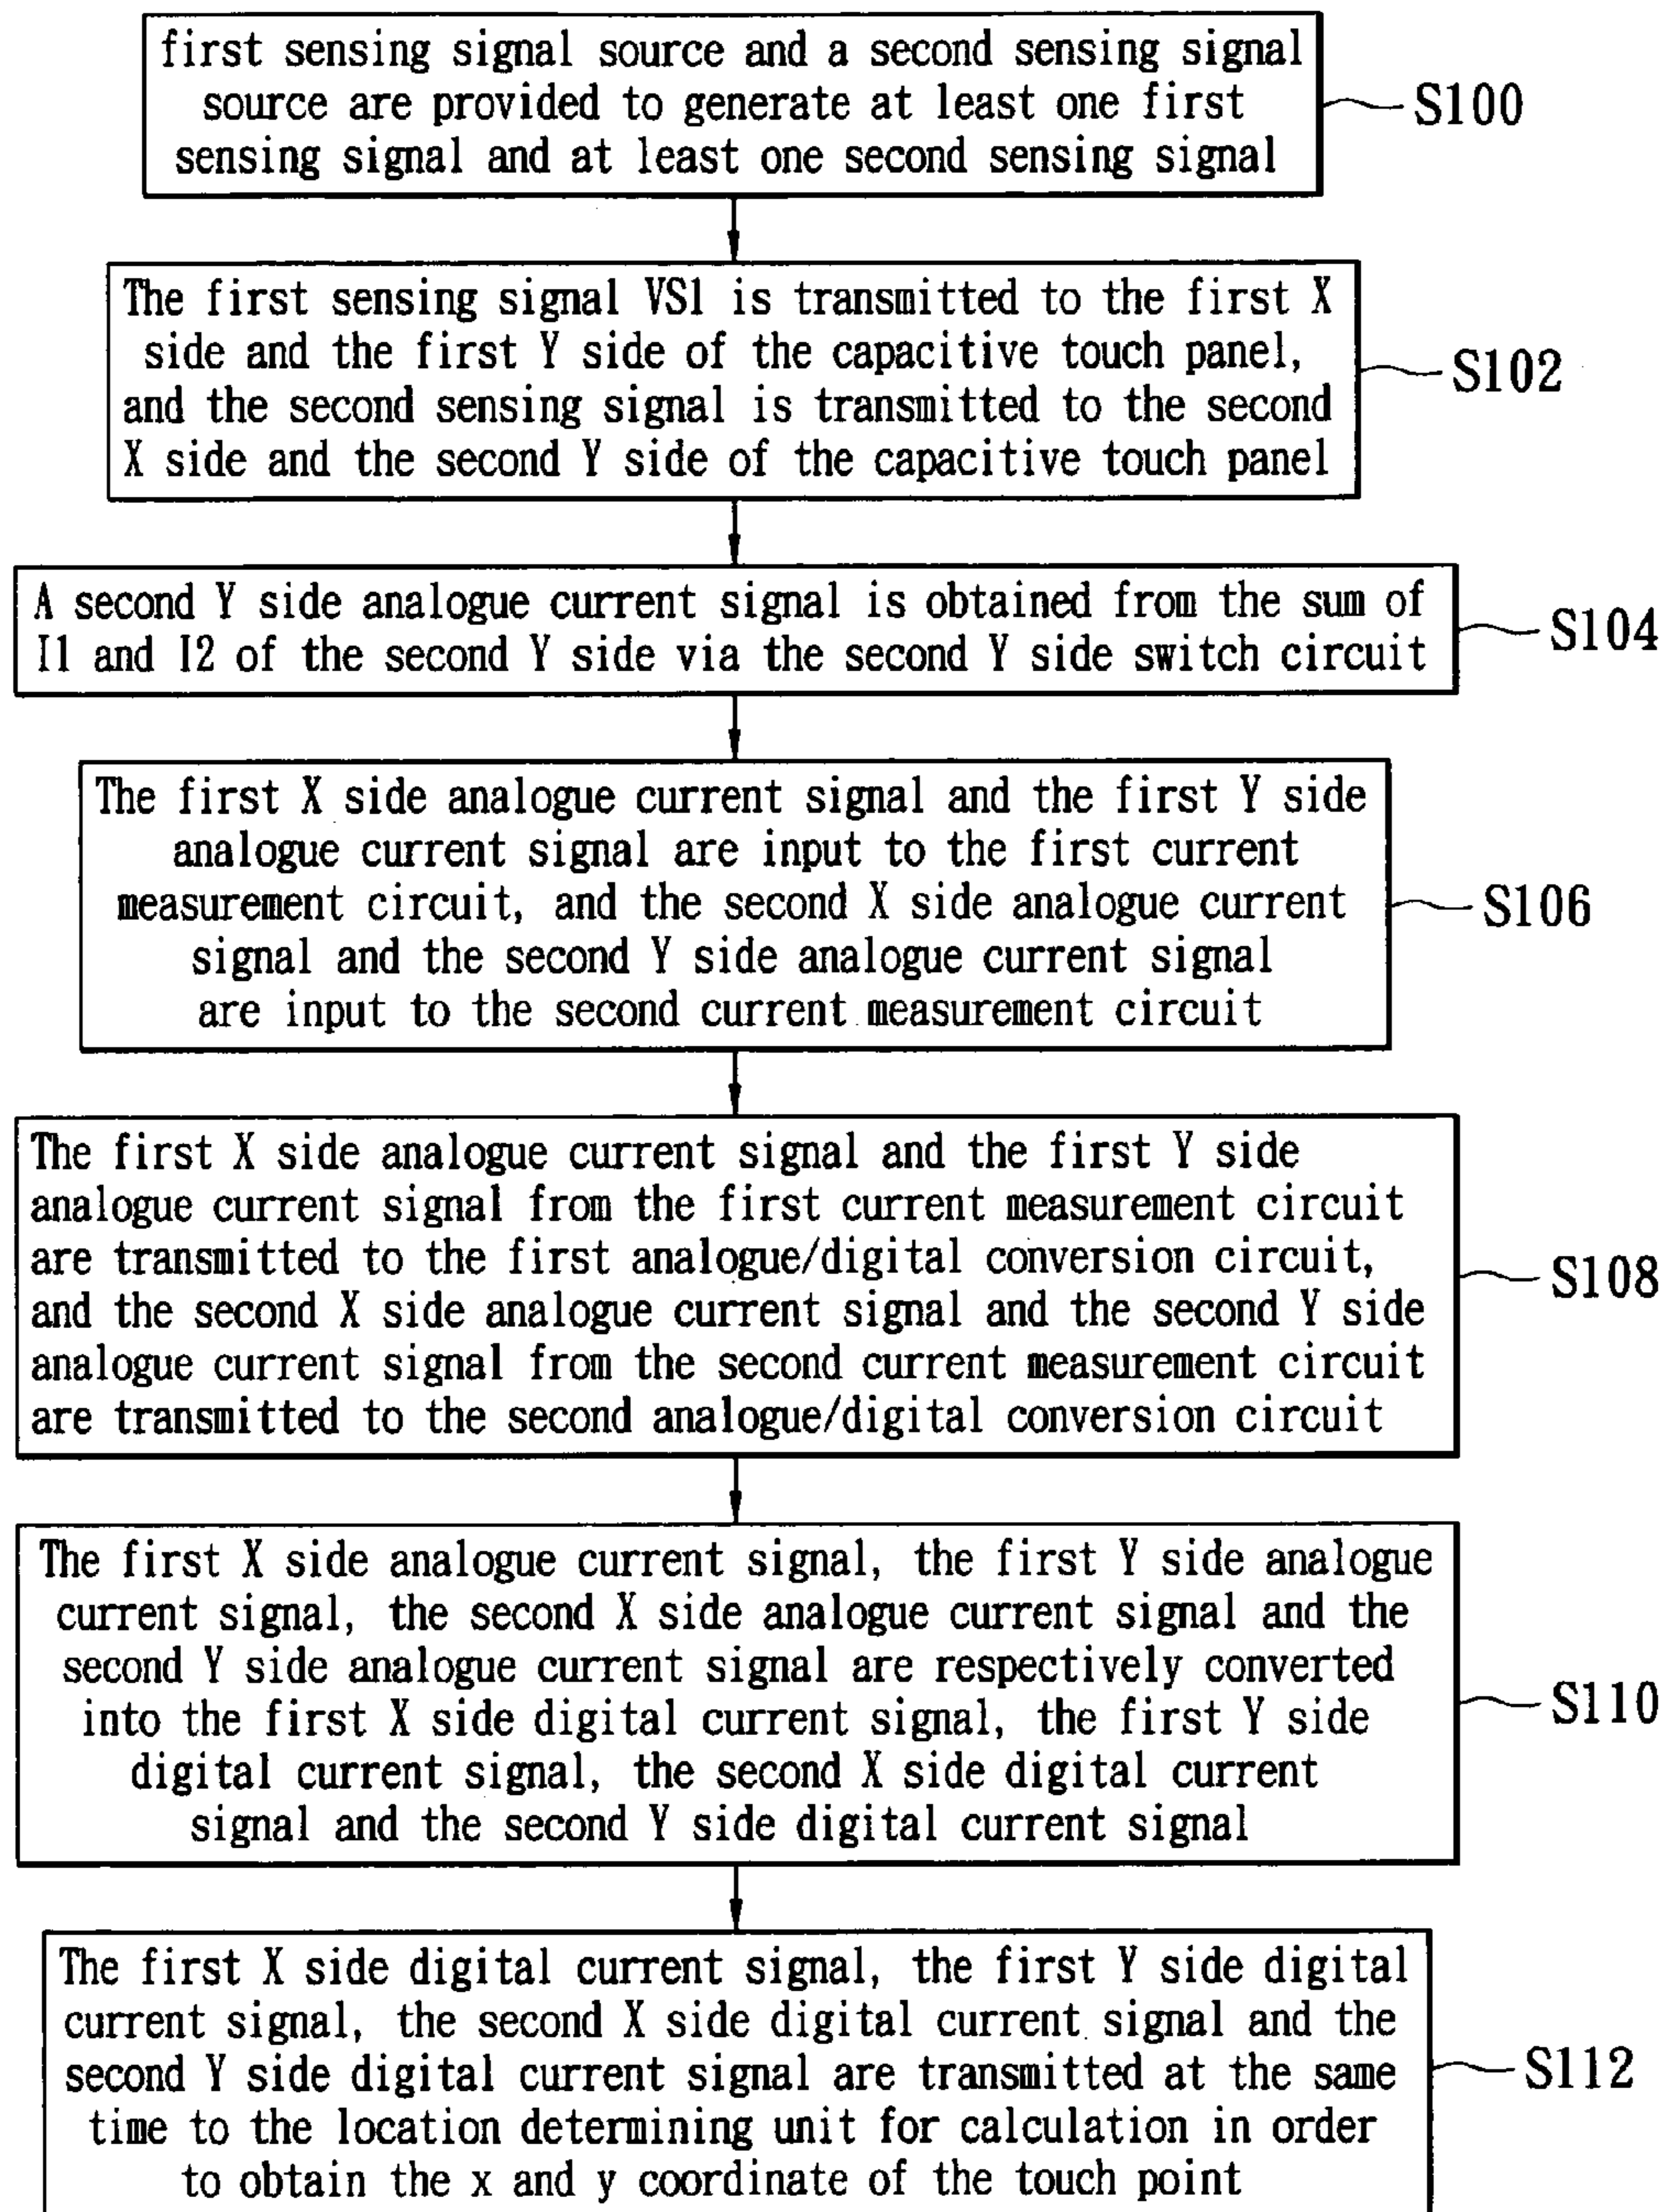 first sensing signal source and a second sensing signal
source are provided to generate at least one first
sensing signal and at least one second sensing signal
S100
The first sensing signal VS1 is transmitted to the first X
side and the first Y side of the capacitive touch panel,
and the second sensing signal is transmitted to the second
X side and the second Y side of the capacitive touch panel
S102
A second Y side analogue current signal is obtained from the sum of
I1 and I2 of the second Y side via the second Y side switch circuit
S104
The first X side analogue current signal and the first Y side
analogue current signal are input to the first current
measurement circuit, and the second X side analogue current
signal and the second Y side analogue current signal
are input to the second current measurement circuit
S106
The first X side analogue current signal and the first Y side
analogue current signal from the first current measurement circuit
are transmitted to the first analogue/digital conversion circuit,
and the second X side analogue current signal and the second Y side
analogue current signal from the second current measurement circuit
are transmitted to the second analogue/digital conversion circuit
S108
The first X side analogue current signal, the first Y side analogue
current signal, the second X side analogue current signal and the
second Y side analogue current signal are respectively converted
into the first X side digital current signal, the first Y side
digital current signal, the second X side digital current
signal and the second Y side digital current signal
S110
The first X side digital current signal, the first Y side digital
current signal, the second X side digital current signal and the
second Y side digital current signal are transmitted at the same
time to the location determining unit for calculation in order
to obtain the x and y coordinate of the touch point
S112